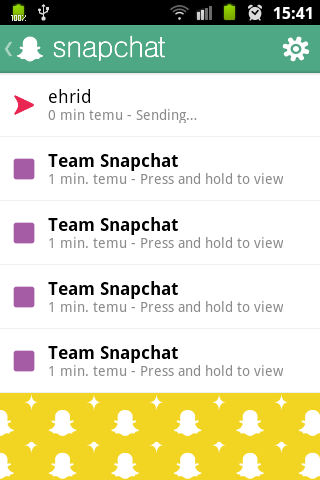 100%
15:41
snapchat
ehrid
0 min temu - Sending...
Team Snapchat
1 min. temu - Press and hold to view
Team Snapchat
1 min. temu - Press and hold to view
Team Snapchat
1 min. temu - Press and hold to view
Team Snapchat
1 min. temu - Press and hold to view